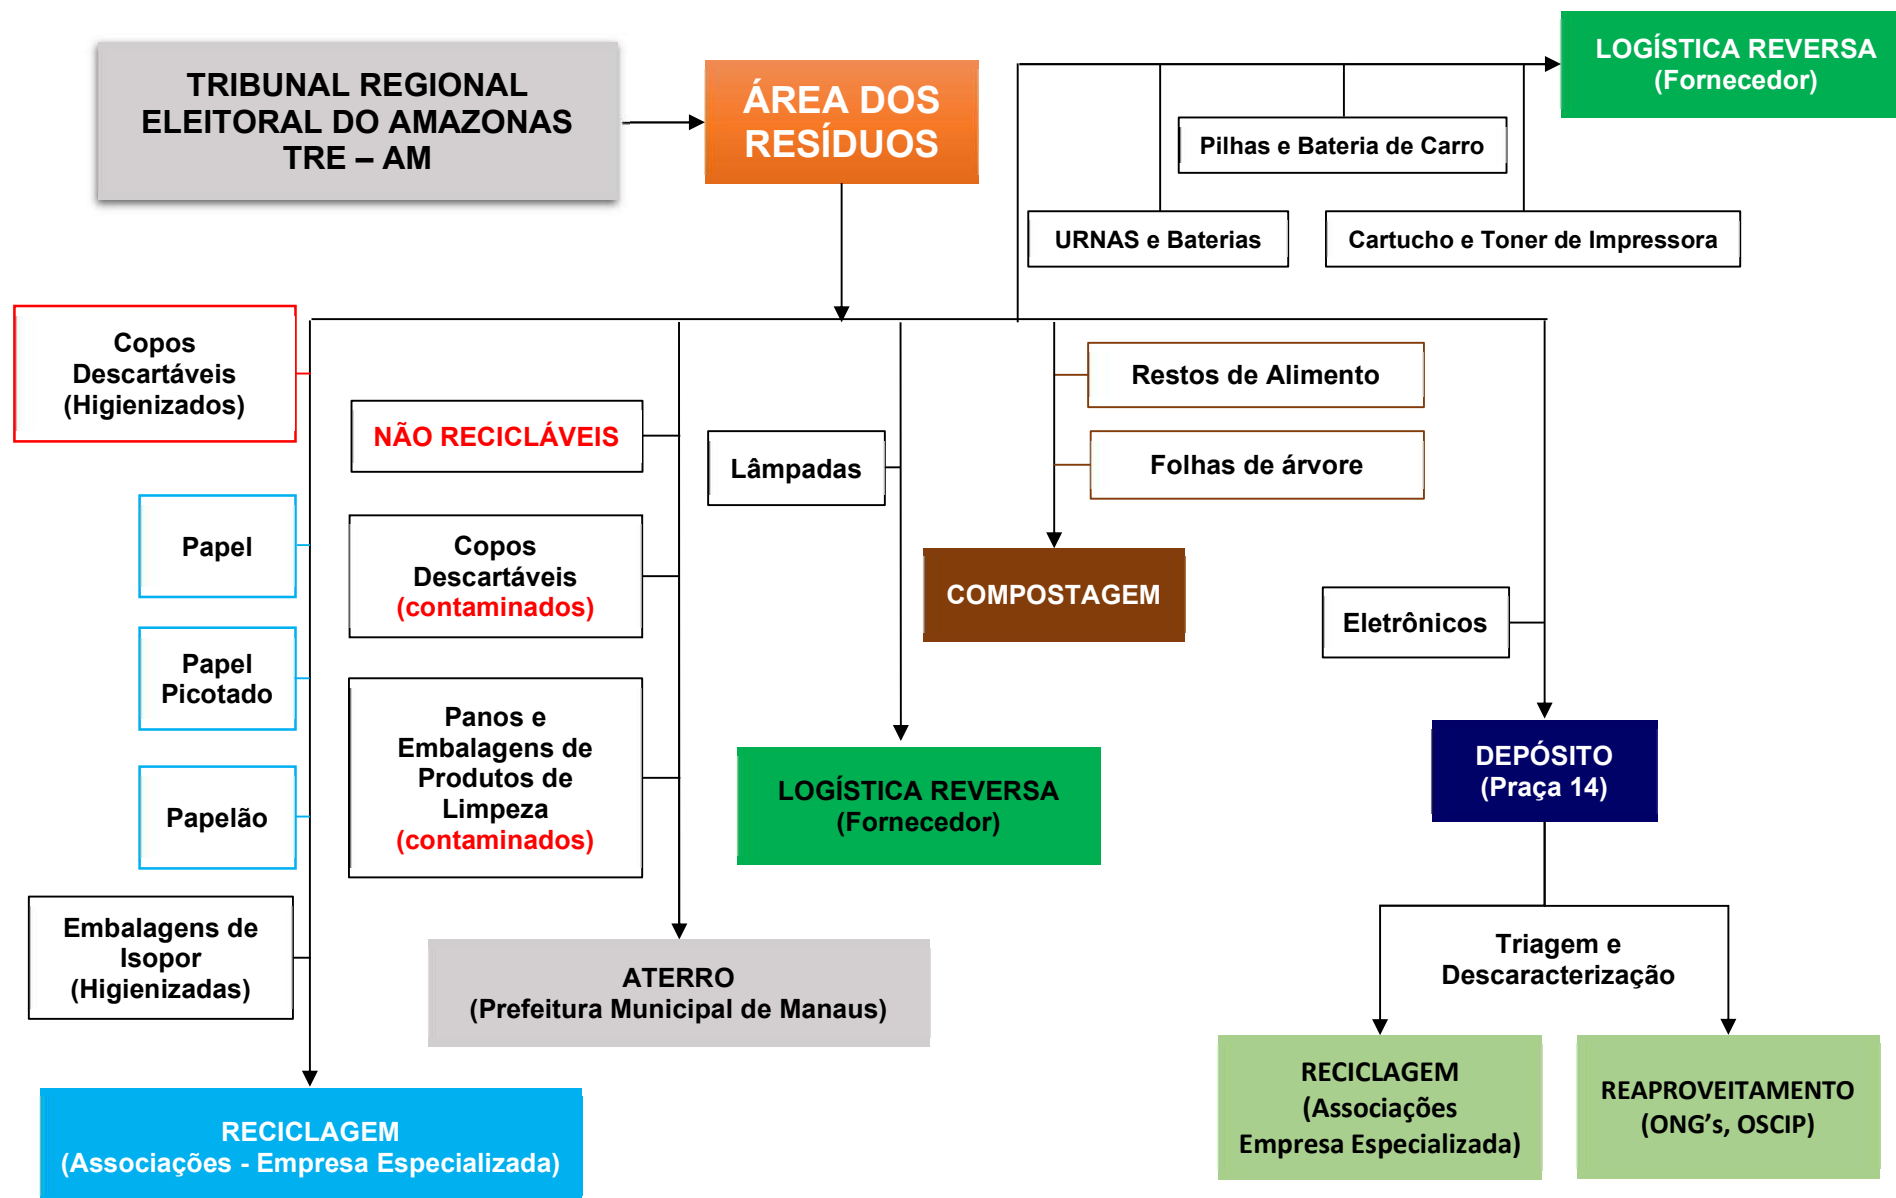 TRIBUNAL REGIONAL
ELEITORAL DO AMAZONAS
TRE – AM
ÁREA DOS
RESÍDUOS
LOGÍSTICA REVERSA
(Fornecedor)
Pilhas e Bateria de Carro
URNAS e Baterias
Cartucho e Toner de Impressora
Copos
Descartáveis
(Higienizados)
Papel
Papel
Picotado
Papelão
Embalagens de
Isopor
(Higienizadas)
RECICLAGEM
(Associações - Empresa Especializada)
NÃO RECICLÁVEIS
Copos
Descartáveis
(contaminados)
Panos e
Embalagens de
Produtos de
Limpeza
(contaminados)
ATERRO
(Prefeitura Municipal de Manaus)
Lâmpadas
LOGÍSTICA REVERSA
(Fornecedor)
Restos de Alimento
Folhas de árvore
COMPOSTAGEM
Eletrônicos
DEPÓSITO
(Praça 14)
Triagem e
Descaracterização
RECICLAGEM
(Associações
Empresa Especializada)
REAPROVEITAMENTO
(ONG’s, OSCIP)